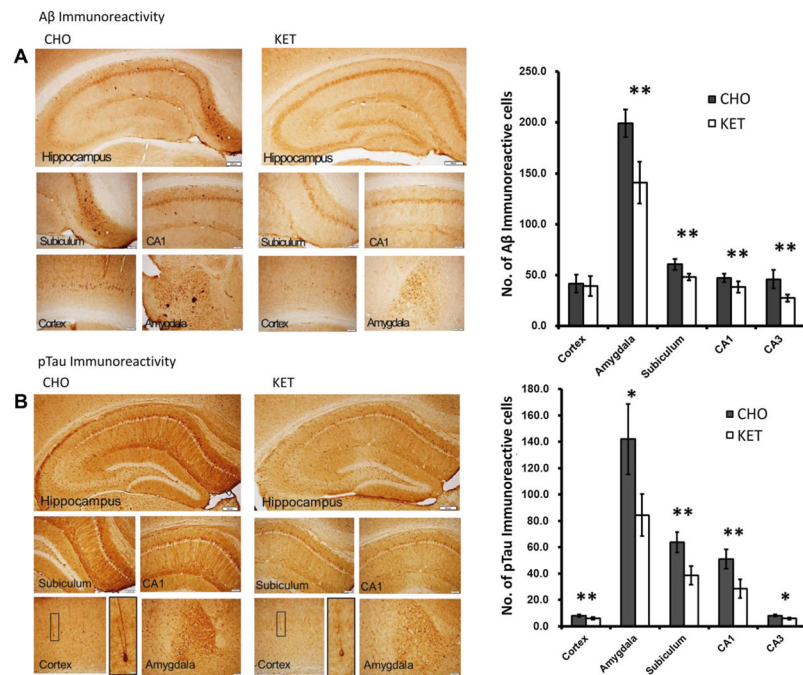 Aβ Immunoreactivity
CHO
KET
A
Hippocampus
Hippocampus
Subiculum
CA1
Subiculum
CA1
Cortex
Amygdala
Cortex
Amygdala
No. of Aβ Immunoreactive cells
250.0
200.0
150.0
100.0
50.0
0.0
**
**
**
**
CHO
KET
Cortex
Amygdala
Subiculum
CA1
CA3
pTau Immunoreactivity
CHO
KET
B
Hippocampus
Hippocampus
Subiculum
CA1
Subiculum
CA1
Cortex
Amygdala
Cortex
Amygdala
No. of pTau Immunoreactive cells
180.0
160.0
140.0
120.0
100.0
80.0
60.0
40.0
20.0
0.0
**
*
**
**
*
CHO
KET
Cortex
Amygdala
Subiculum
CA1
CA3